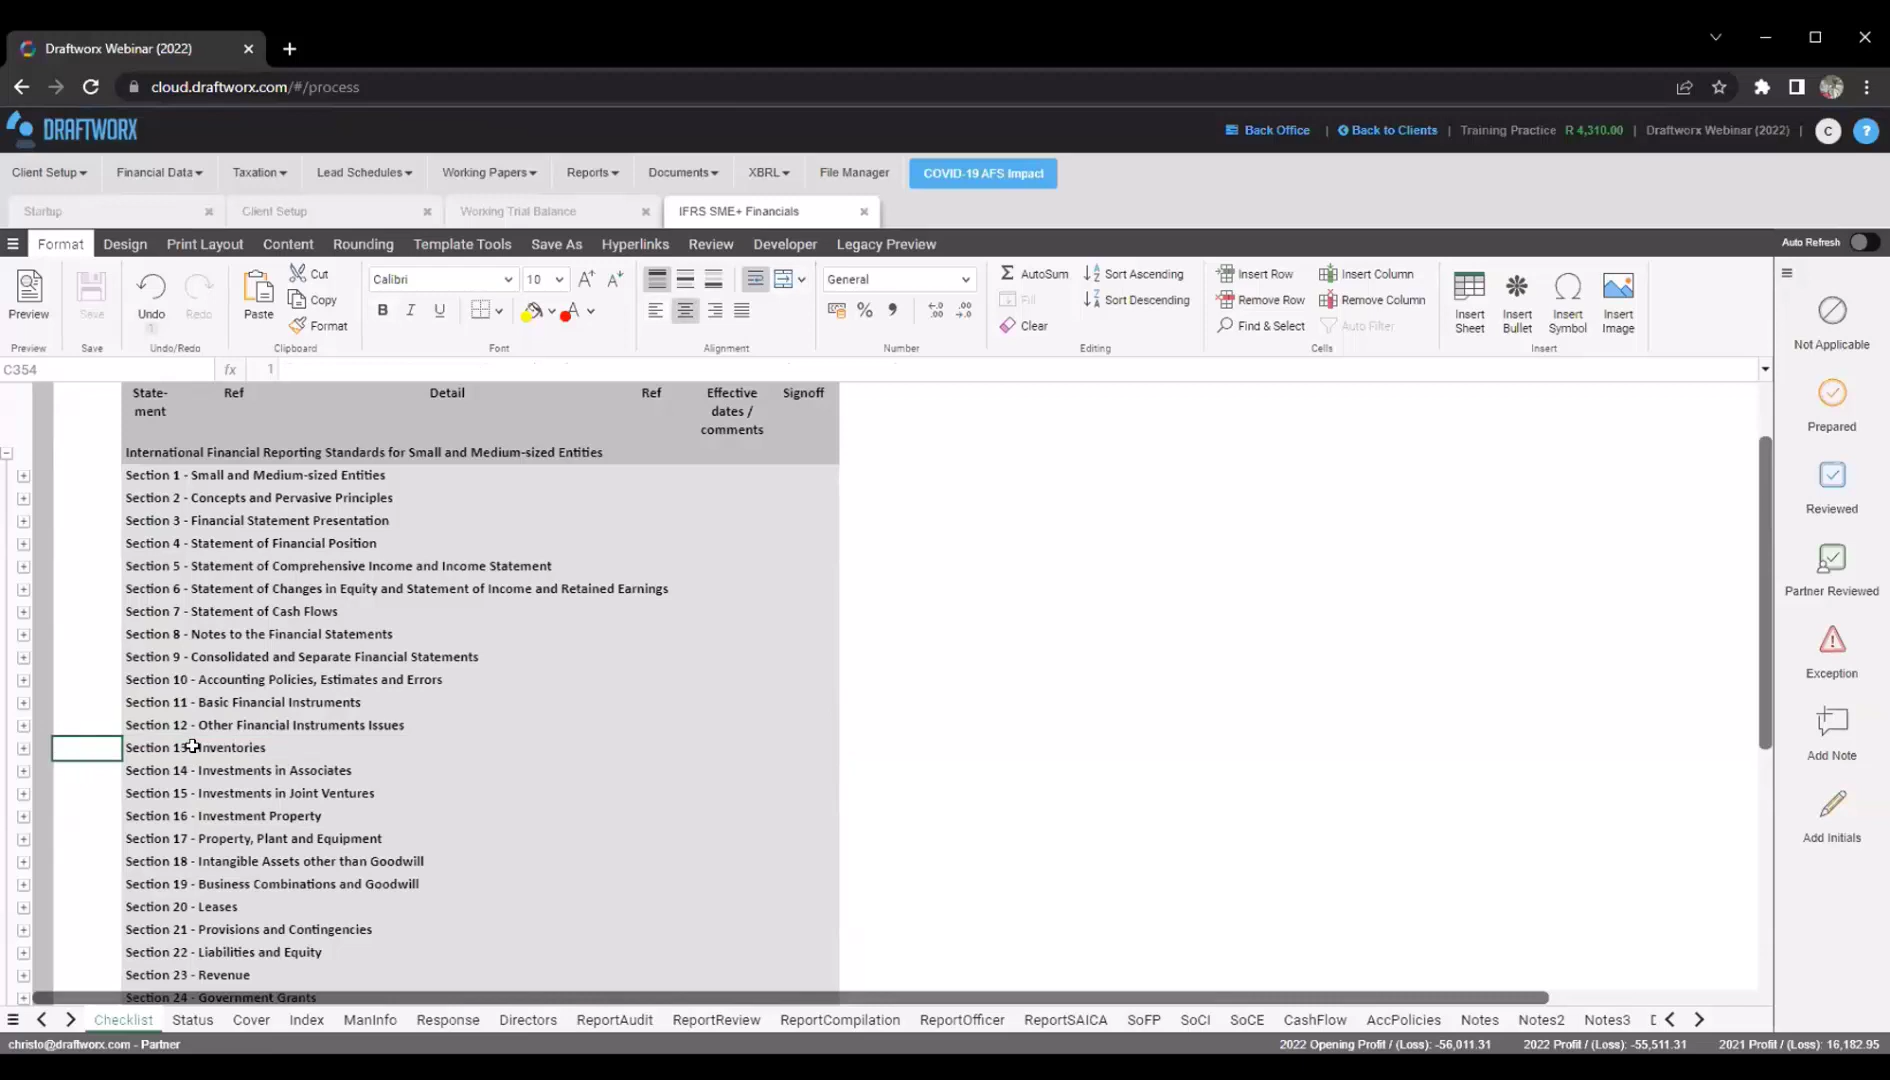 Draftworx Webinar (2022)
cloud.draftworx.com/#/process
DRAFTWORX
Back Office | Back to Clients | Training Practice R 4,310.00 | Draftworx Webinar (2022) | C ?
Client Setup Financial Data Taxation Lead Schedules Working Papers Reports Documents XBRL File Manager COVID-19 AFS Impact
Startup Client Setup Working Trial Balance IFRS SME+ Financials
Format Design Print Layout Content Rounding Template Tools Save As Hyperlinks Review Developer Legacy Preview Auto Refresh
Cut Calibri 10 General AutoSum Sort Ascending Insert Row Insert Column
Copy Fill Sort Descending Remove Row Remove Column
Preview Save Undo Redo Paste Format B I U Clear Find & Select Auto Filter Insert Sheet Insert Bullet Insert Symbol Insert Image
1
Preview Save Undo/Redo Clipboard Font Alignment Number Editing Cells Insert
Not Applicable
C354 fx 1
State-ment Ref Detail Ref Effective dates / comments Signoff
Prepared
International Financial Reporting Standards for Small and Medium-sized Entities
Section 1 - Small and Medium-sized Entities
Section 2 - Concepts and Pervasive Principles
Reviewed
Section 3 - Financial Statement Presentation
Section 4 - Statement of Financial Position
Section 5 - Statement of Comprehensive Income and Income Statement
Section 6 - Statement of Changes in Equity and Statement of Income and Retained Earnings
Partner Reviewed
Section 7 - Statement of Cash Flows
Section 8 - Notes to the Financial Statements
Section 9 - Consolidated and Separate Financial Statements
Exception
Section 10 - Accounting Policies, Estimates and Errors
Section 11 - Basic Financial Instruments
Section 12 - Other Financial Instruments Issues
Section 13 - Inventories
Add Note
Section 14 - Investments in Associates
Section 15 - Investments in Joint Ventures
Section 16 - Investment Property
Section 17 - Property, Plant and Equipment
Add Initials
Section 18 - Intangible Assets other than Goodwill
Section 19 - Business Combinations and Goodwill
Section 20 - Leases
Section 21 - Provisions and Contingencies
Section 22 - Liabilities and Equity
Section 23 - Revenue
Section 24 - Government Grants
Checklist Status Cover Index ManInfo Response Directors ReportAudit ReportReview ReportCompilation ReportOfficer ReportSAICA SoFP SoCI SoCE CashFlow AccPolicies Notes Notes2 Notes3
christo@draftworx.com - Partner 2022 Opening Profit / (Loss): -56,011.31 2022 Profit / (Loss): -55,511.31 2021 Profit / (Loss): 16,182.95